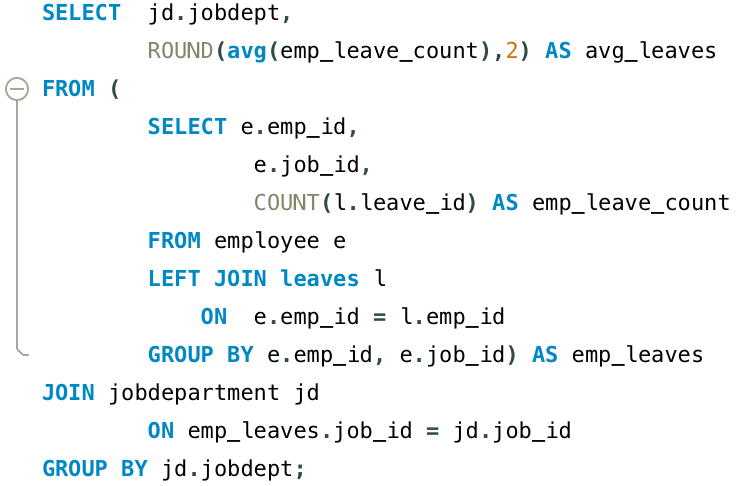 SELECT  jd.jobdept,
        ROUND(avg(emp_leave_count),2) AS avg_leaves
FROM (
        SELECT e.emp_id,
                e.job_id,
                COUNT(l.leave_id) AS emp_leave_count
        FROM employee e
        LEFT JOIN leaves l
            ON  e.emp_id = l.emp_id
        GROUP BY e.emp_id, e.job_id) AS emp_leaves
JOIN jobdepartment jd
        ON emp_leaves.job_id = jd.job_id
GROUP BY jd.jobdept;